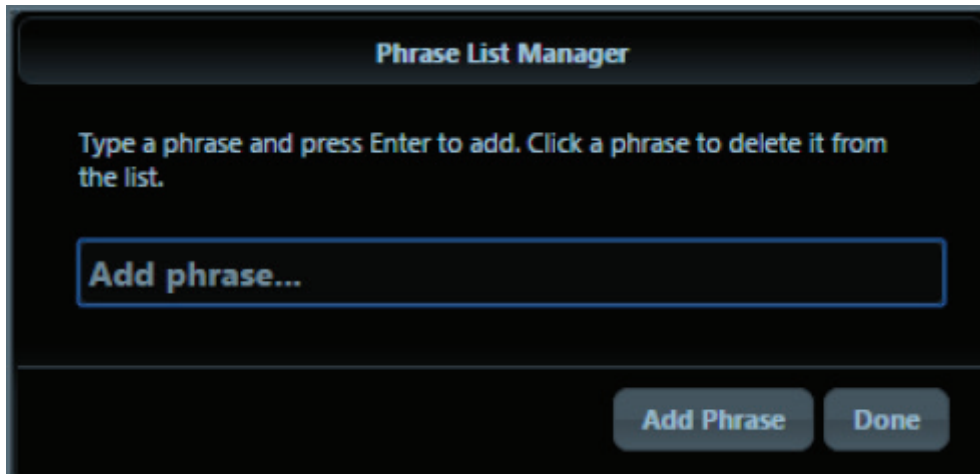 Phrase List Manager
Type a phrase and press Enter to add. Click a phrase to delete it from
the list.
Add phrase...
Add Phrase
Done